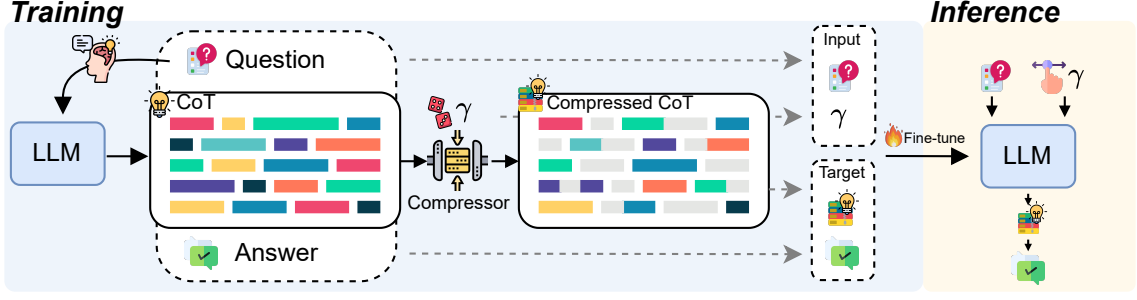 Training
Inference
Question
CoT
LLM
Answer
γ
Compressor
Compressed CoT
Input
γ
Target
Fine-tune
γ
LLM